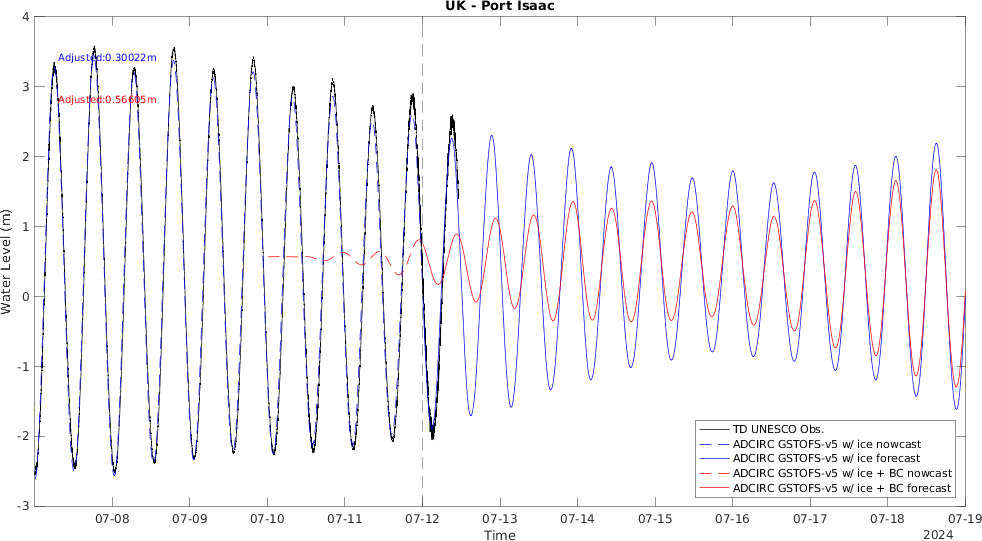 UK - Port Isaac
Adjusted:0.30022m
Adjusted:0.56605m
Water Level (m)
4
3
2
1
0
-1
-2
-3
07-08
07-09
07-10
07-11
07-12
07-13
07-14
07-15
07-16
07-17
07-18
07-19
Time
2024
TD UNESCO Obs.
ADCIRC GSTOFS-v5 w/ ice nowcast
ADCIRC GSTOFS-v5 w/ ice forecast
ADCIRC GSTOFS-v5 w/ ice + BC nowcast
ADCIRC GSTOFS-v5 w/ ice + BC forecast